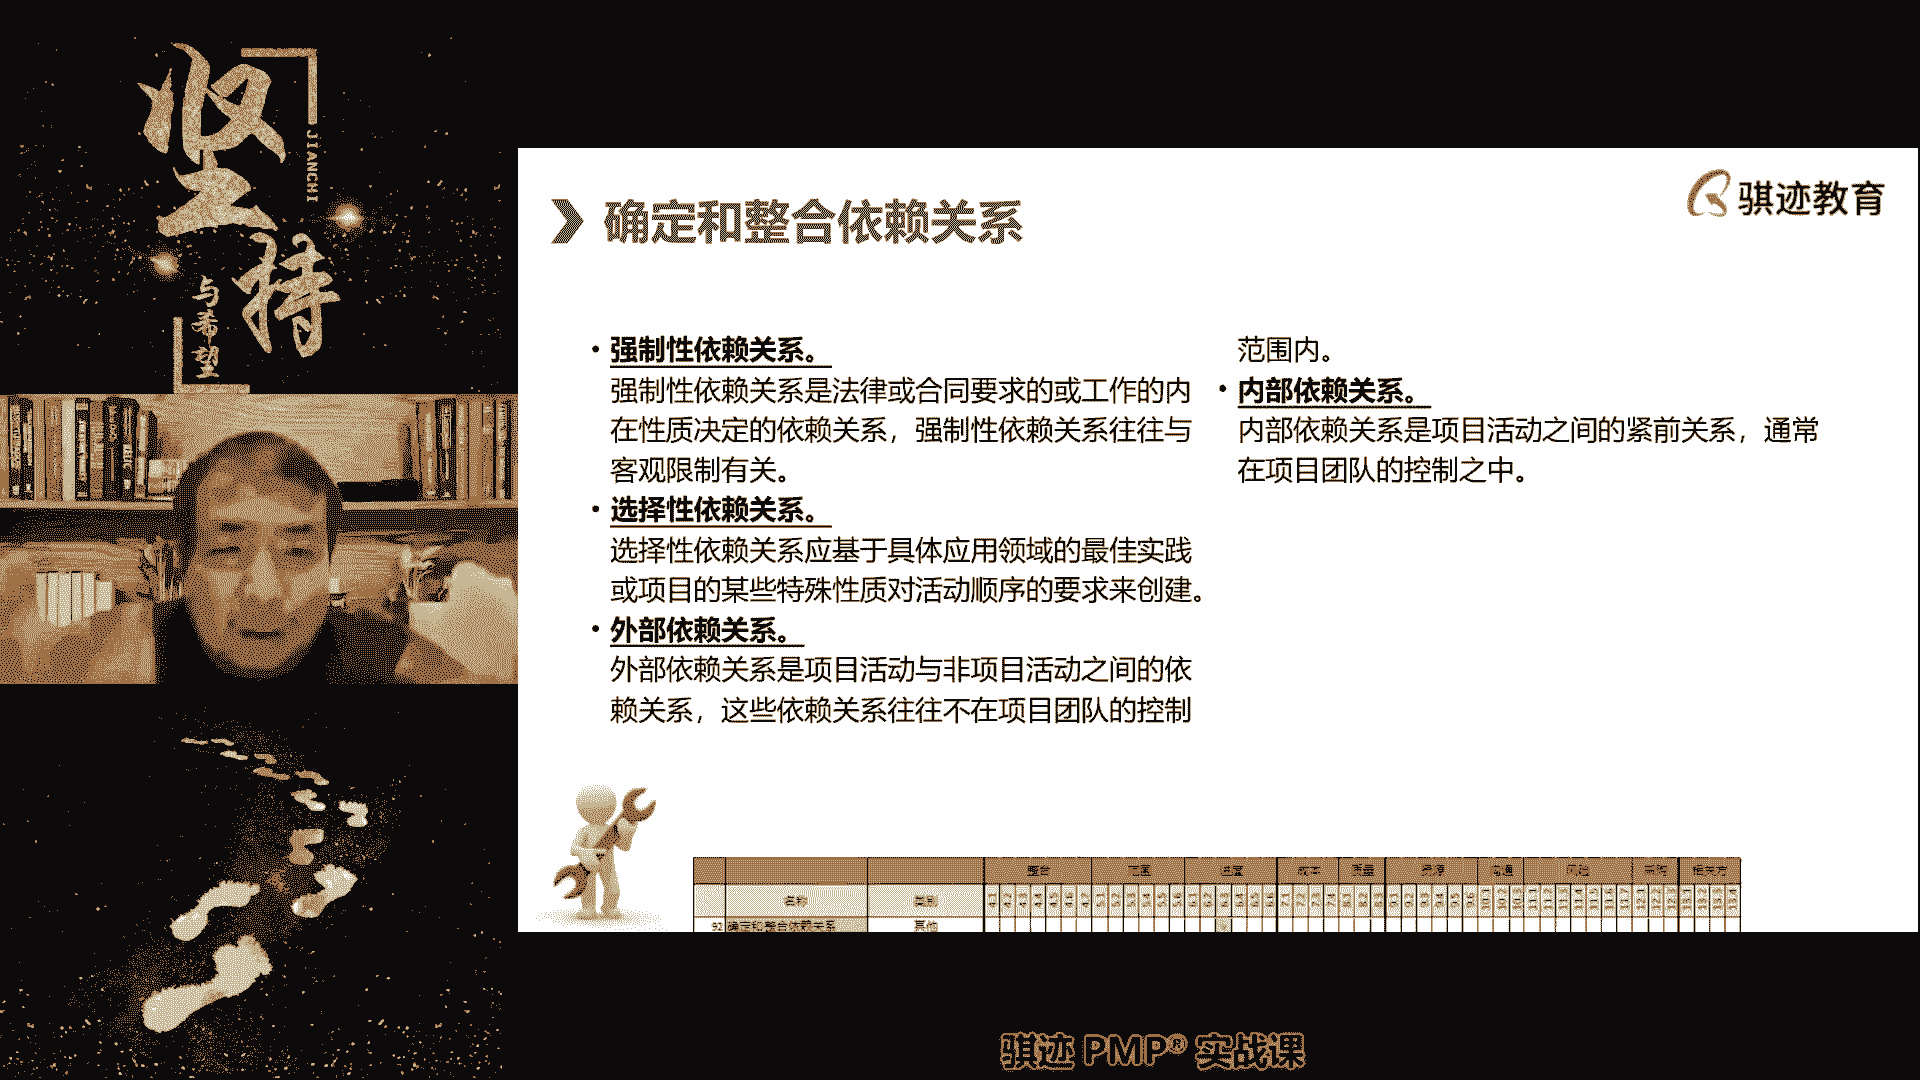 坚持
JIANCHI
与希望
骐迹教育
确定和整合依赖关系
• 强制性依赖关系。
强制性依赖关系是法律或合同要求的或工作的内
在性质决定的依赖关系，强制性依赖关系往往与
客观限制有关。
• 选择性依赖关系。
选择性依赖关系应基于具体应用领域的最佳实践
或项目的某些特殊性质对活动顺序的要求来创建。
• 外部依赖关系。
外部依赖关系是项目活动与非项目活动之间的依
赖关系，这些依赖关系往往不在项目团队的控制
范围内。
• 内部依赖关系。
内部依赖关系是项目活动之间的紧前关系，通常
在项目团队的控制之中。
整合 范围 进度 成本 质量 资源 沟通 风险 采购 相关方
名称 类别
92 确定和整合依赖关系 其他
骐迹 PMP® 实战课